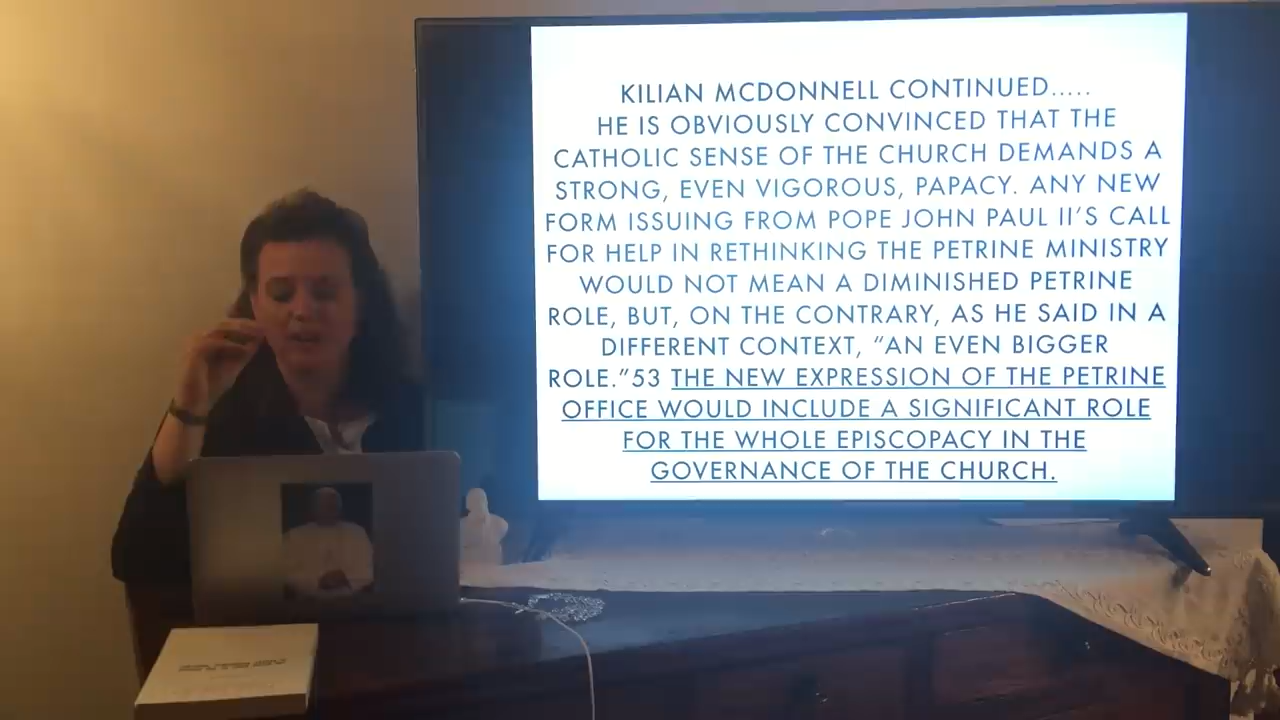 KILIAN MCDONNELL CONTINUED.....
HE IS OBVIOUSLY CONVINCED THAT THE
CATHOLIC SENSE OF THE CHURCH DEMANDS A
STRONG, EVEN VIGOROUS, PAPACY. ANY NEW
FORM ISSUING FROM POPE JOHN PAUL II'S CALL
FOR HELP IN RETHINKING THE PETRINE MINISTRY
WOULD NOT MEAN A DIMINISHED PETRINE
ROLE, BUT, ON THE CONTRARY, AS HE SAID IN A
DIFFERENT CONTEXT, “AN EVEN BIGGER
ROLE.”53 THE NEW EXPRESSION OF THE PETRINE
OFFICE WOULD INCLUDE A SIGNIFICANT ROLE
FOR THE WHOLE EPISCOPACY IN THE
GOVERNANCE OF THE CHURCH.